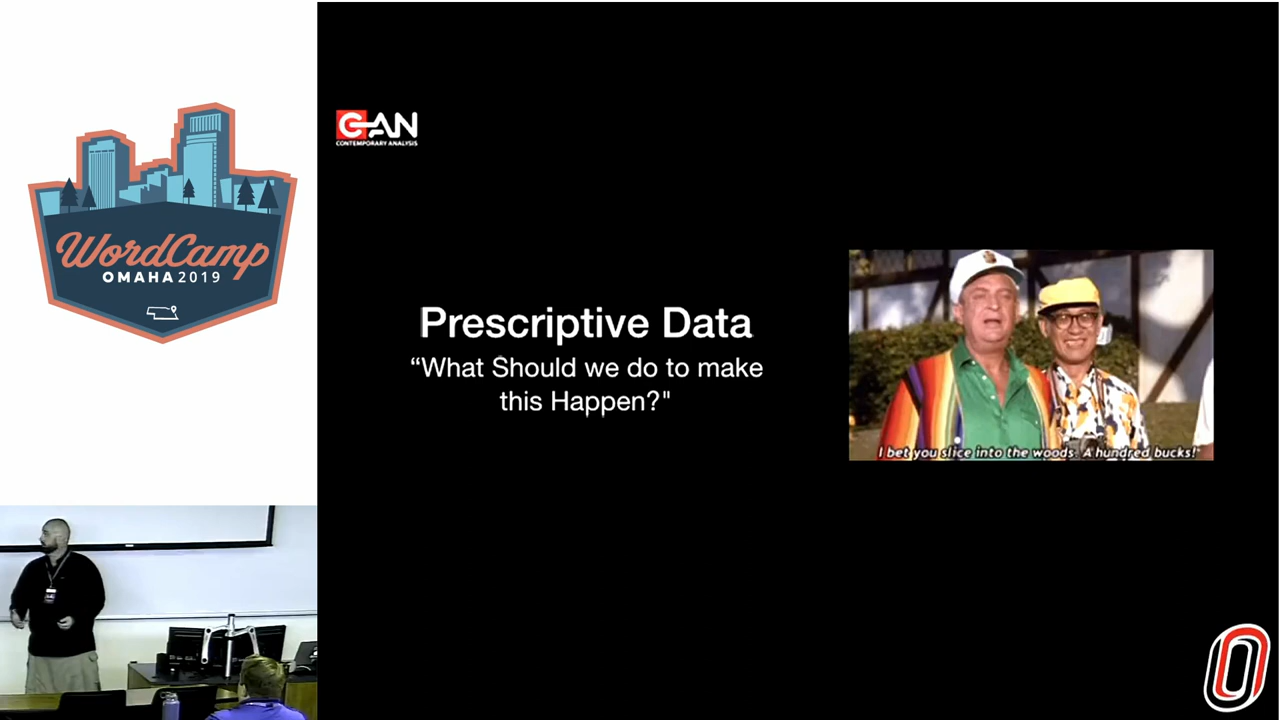 WordCamp
OMAHA 2019
CAN
CONTEMPORARY ANALYSIS
Prescriptive Data
“What Should we do to make
this Happen?"
I bet you slice into the woods. A hundred bucks!
O